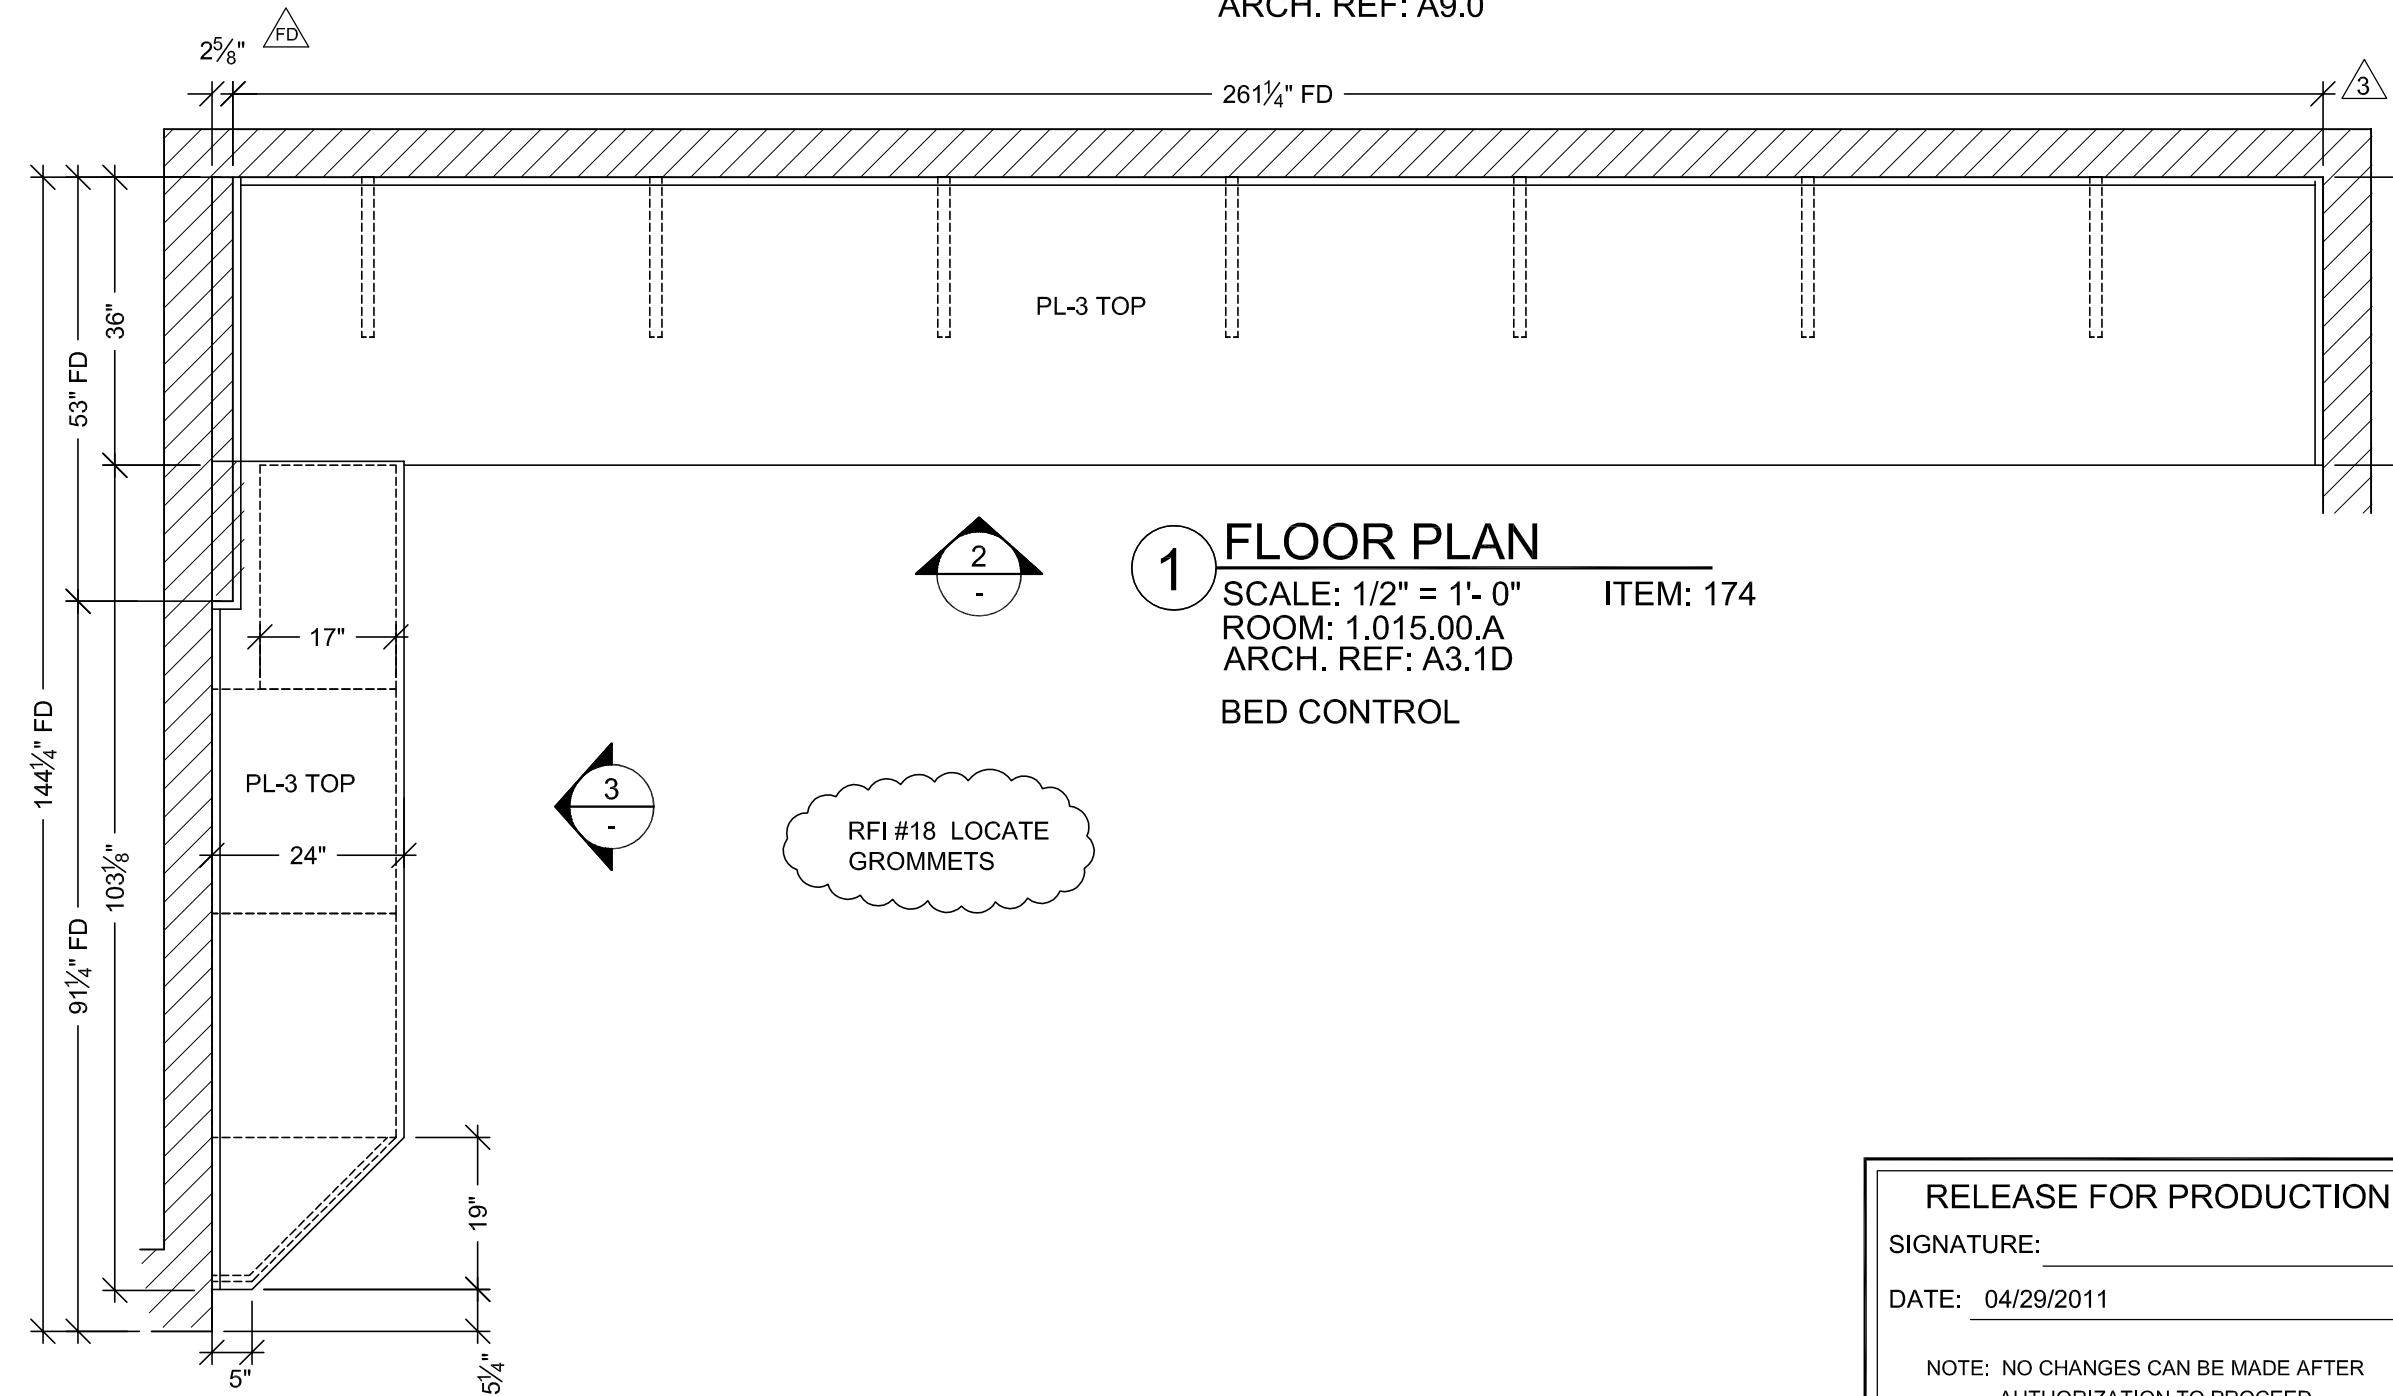 ARCH. REF: A9.0
2⅝"
FD
261¼" FD
3
36"
53" FD
144¼" FD
103⅛"
91¼" FD
PL-3 TOP
17"
PL-3 TOP
24"
2
-
1
FLOOR PLAN
SCALE: 1/2" = 1'- 0" ITEM: 174
ROOM: 1.015.00.A
ARCH. REF: A3.1D
BED CONTROL
3
-
RFI #18 LOCATE
GROMMETS
19"
5"
5¼"
RELEASE FOR PRODUCTION
SIGNATURE:
DATE: 04/29/2011
NOTE: NO CHANGES CAN BE MADE AFTER
AUTHORIZATION TO PROCEED